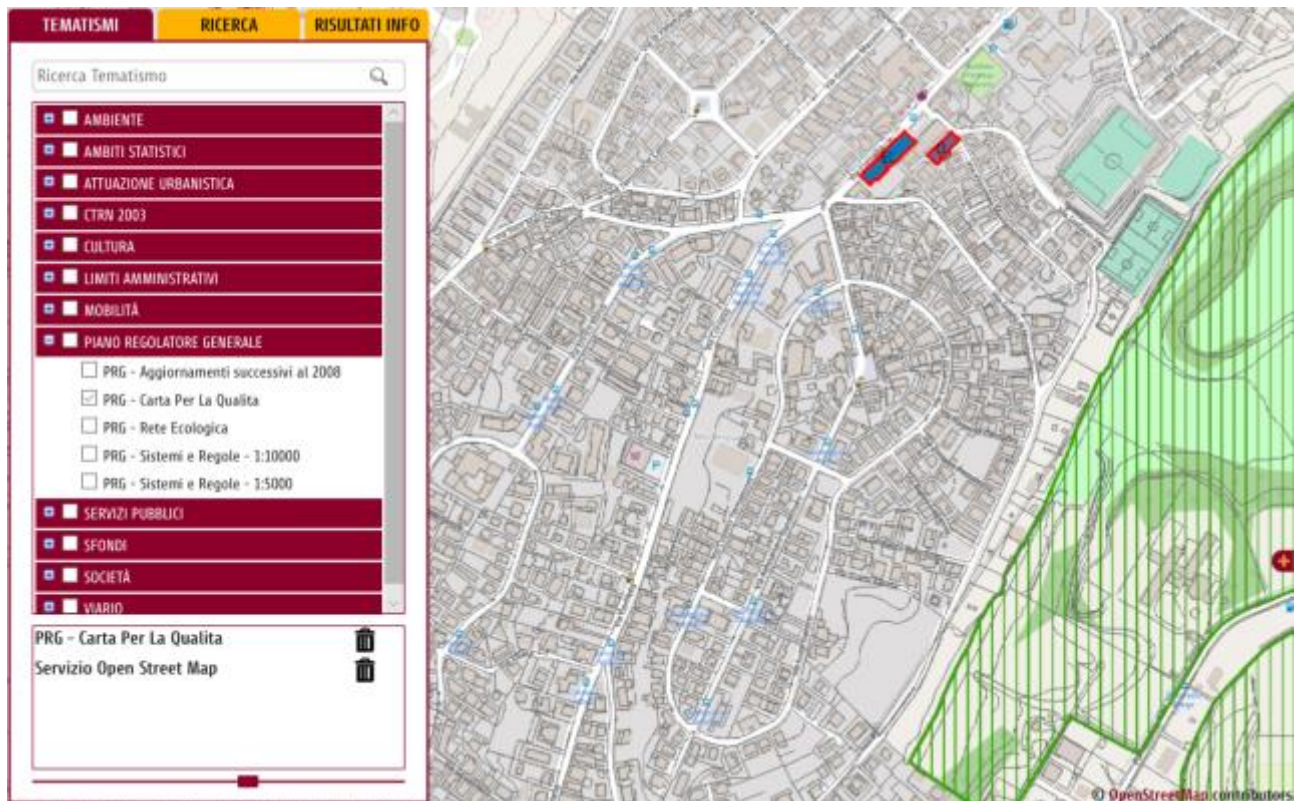 TEMATISMI
RICERCA
RISULTATI INFO
Ricerca Tematismo
AMBIENTE
AMBITI STATISTICI
ATTUAZIONE URBANISTICA
CTRN 2003
CULTURA
LIMITI AMMINISTRATIVI
MOBILITÀ
PIANO REGOLATORE GENERALE
PRG - Aggiornamenti successivi al 2008
PRG - Carta Per La Qualita
PRG - Rete Ecologica
PRG - Sistemi e Regole - 1:10000
PRG - Sistemi e Regole - 1:5000
SERVIZI PUBBLICI
SFONDI
SOCIETÀ
VIARIO
PRG - Carta Per La Qualita
Servizio Open Street Map
© OpenStreetMap contributors